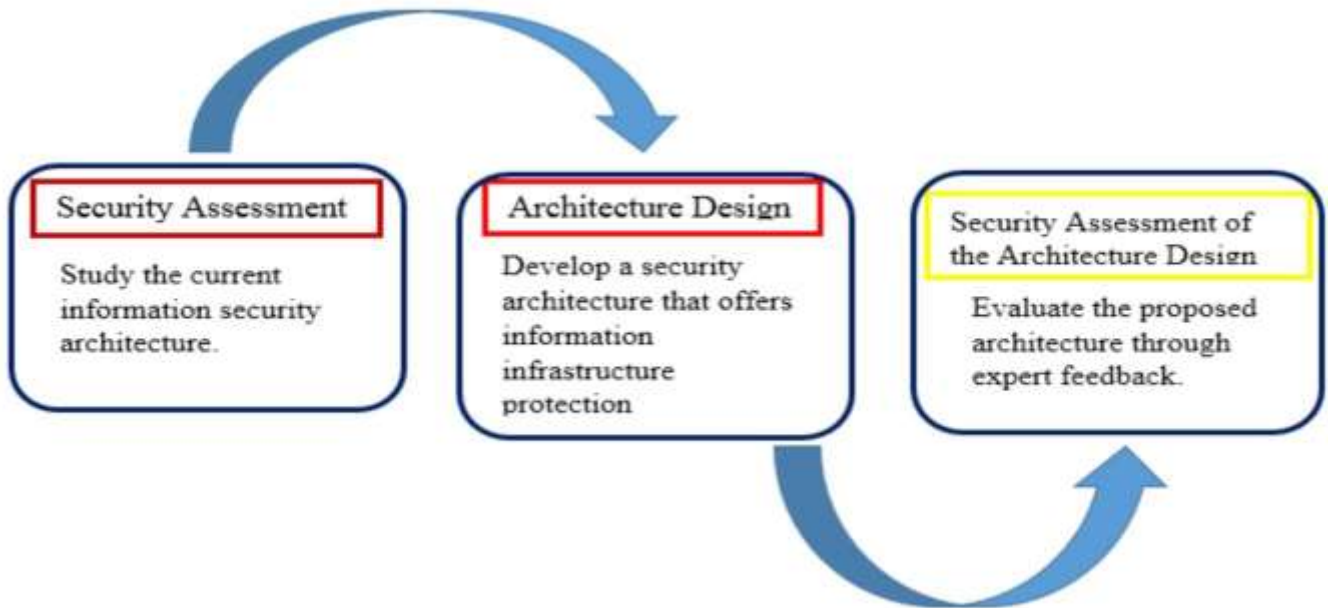 Security Assessment
Study the current
information security
architecture.
Architecture Design
Develop a security
architecture that offers
information
infrastructure
protection
Security Assessment of
the Architecture Design
Evaluate the proposed
architecture through
expert feedback.